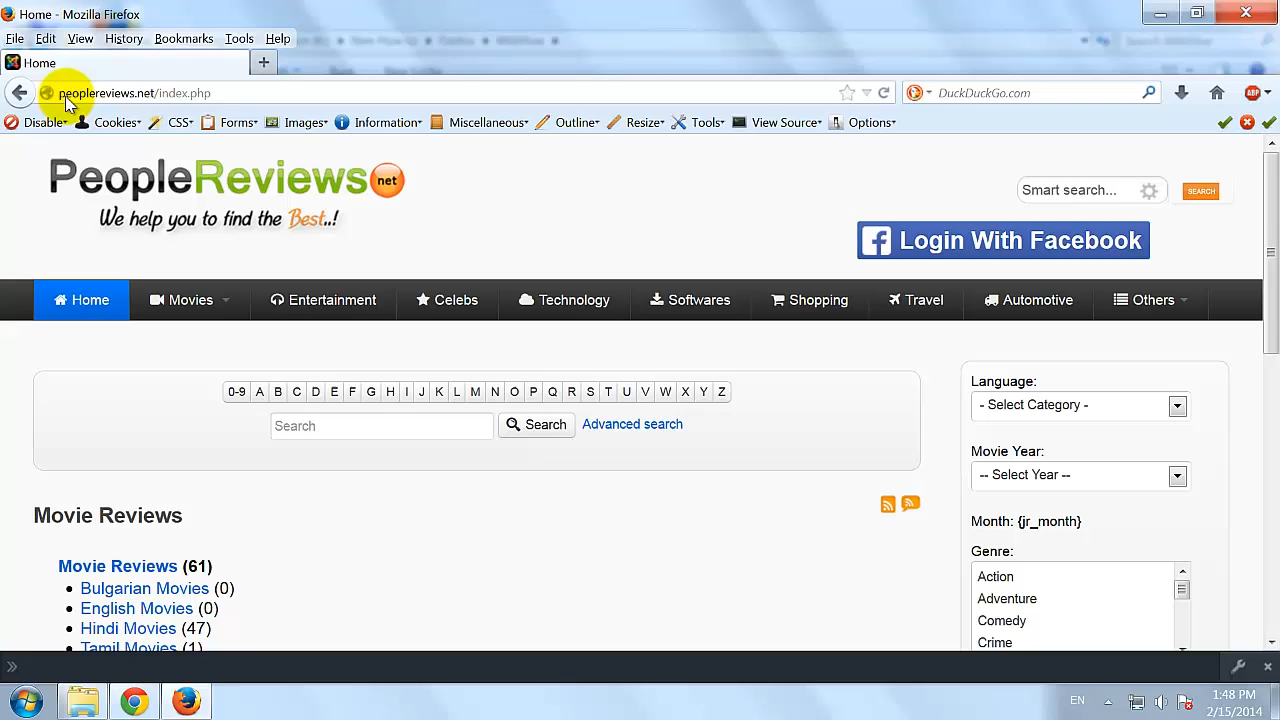 Home - Mozilla Firefox
File Edit View History Bookmarks Tools Help
Home
peoplereviews.net/index.php
DuckDuckGo.com
ABP
Disable Cookies CSS Forms Images Information Miscellaneous Outline Resize Tools View Source Options
PeopleReviews net
We help you to find the Best..!
Smart search...
SEARCH
Login With Facebook
Home Movies Entertainment Celebs Technology Softwares Shopping Travel Automotive Others
0-9 A B C D E F G H I J K L M N O P Q R S T U V W X Y Z
Search Search Advanced search
Language:
- Select Category -
Movie Year:
-- Select Year --
Month: {jr_month}
Genre:
Action
Adventure
Comedy
Crime
Movie Reviews
Movie Reviews (61)
Bulgarian Movies (0)
English Movies (0)
Hindi Movies (47)
Tamil Movies (1)
EN
1:48 PM
2/15/2014